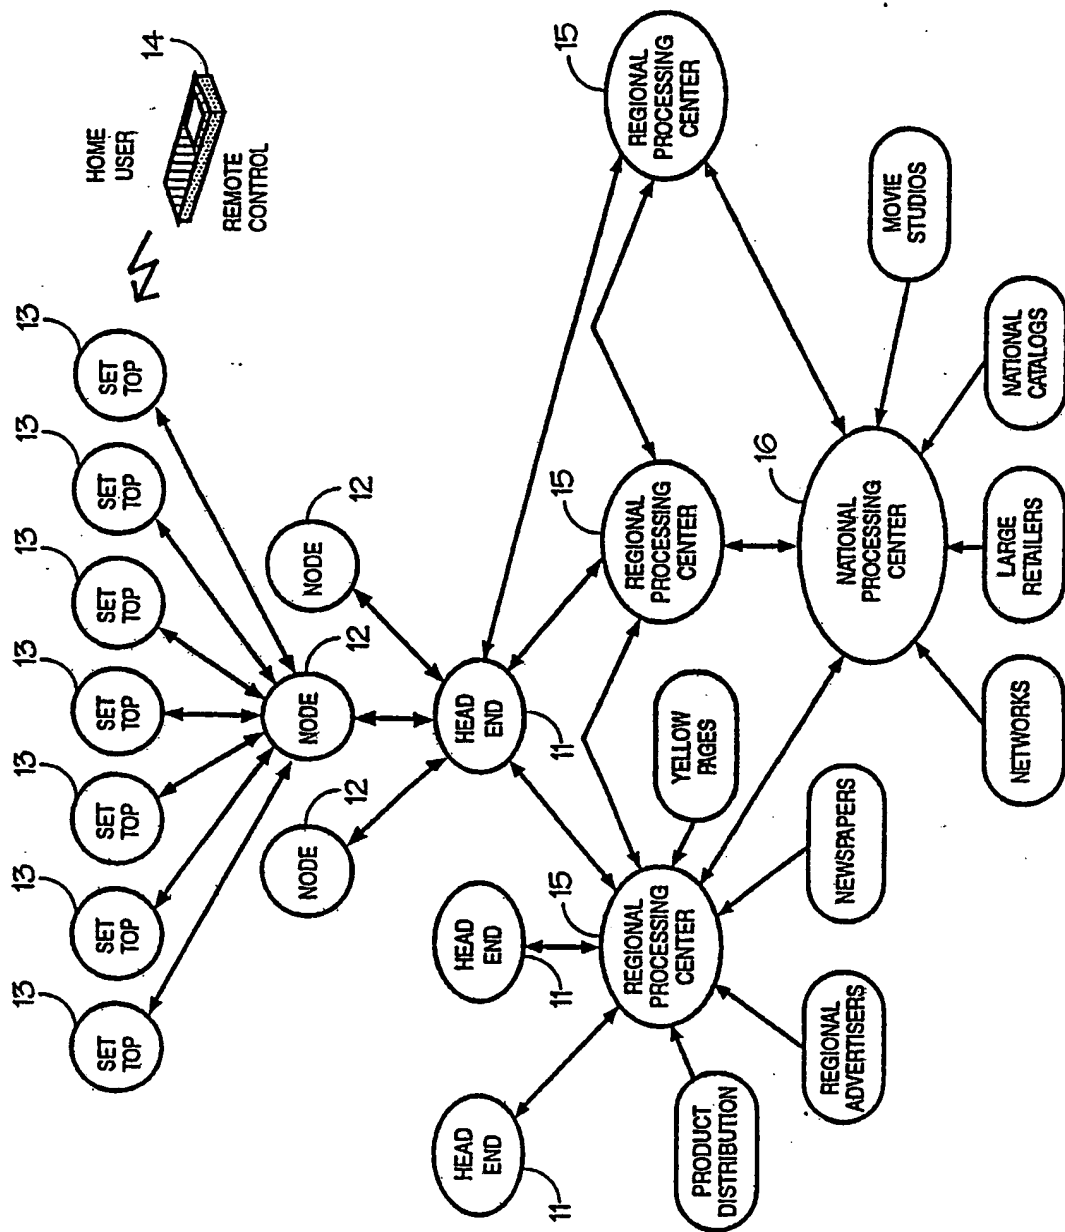 13
SET
TOP
13
SET
TOP
13
SET
TOP
13
SET
TOP
13
SET
TOP
13
SET
TOP
13
SET
TOP
HOME
USER
14
REMOTE
CONTROL
NODE
12
NODE
12
NODE
12
HEAD
END
11
HEAD
END
11
HEAD
END
11
REGIONAL
PROCESSING
CENTER
15
REGIONAL
PROCESSING
CENTER
15
REGIONAL
PROCESSING
CENTER
15
YELLOW
PAGES
PRODUCT
DISTRIBUTION
REGIONAL
ADVERTISERS
NEWSPAPERS
NATIONAL
PROCESSING
CENTER
16
NETWORKS
LARGE
RETAILERS
NATIONAL
CATALOGS
MOVIE
STUDIOS